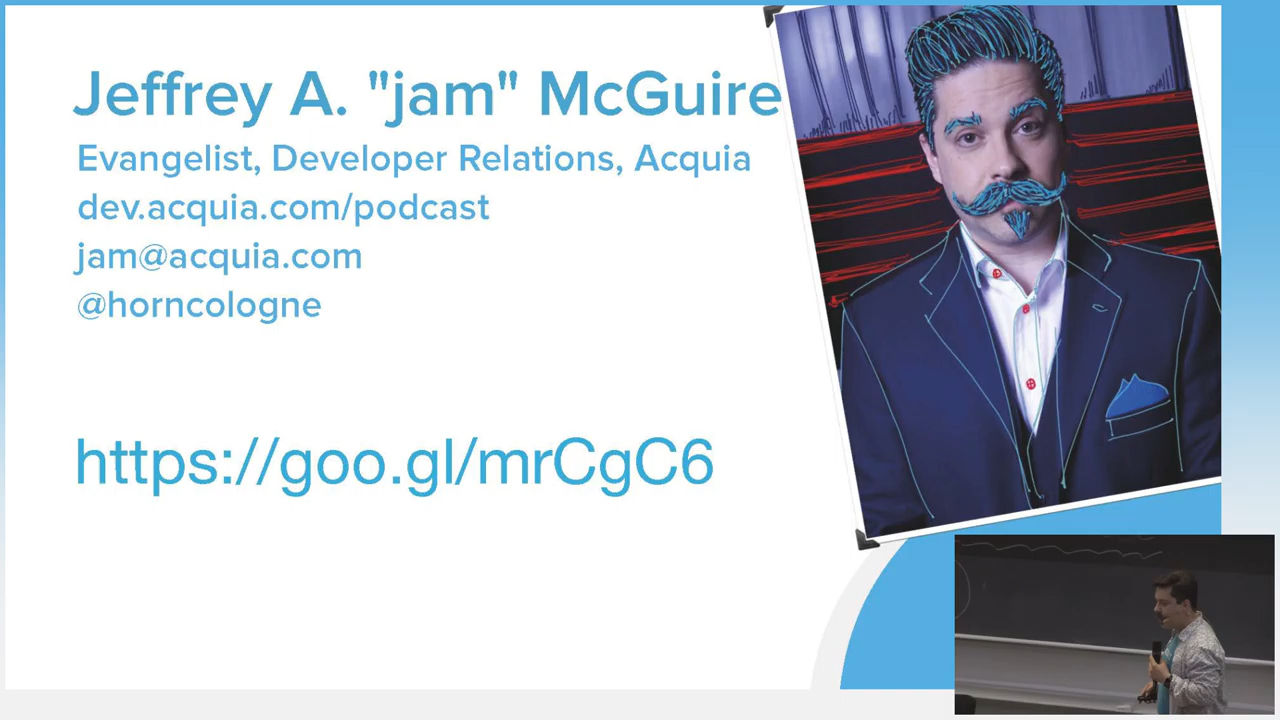 Jeffrey A. "jam" McGuire
Evangelist, Developer Relations, Acquia
dev.acquia.com/podcast
jam@acquia.com
@horncologne
https://goo.gl/mrCgC6